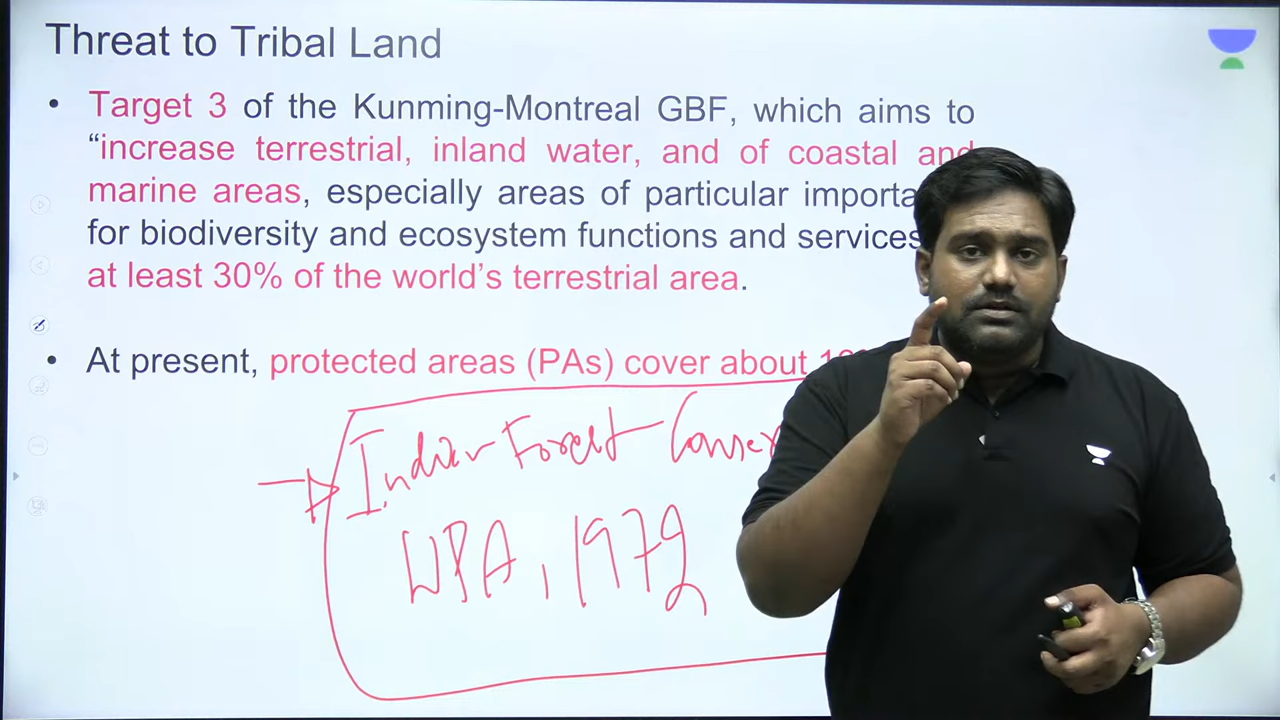 Threat to Tribal Land
• Target 3 of the Kunming-Montreal GBF, which aims to
“increase terrestrial, inland water, and of coastal and
marine areas, especially areas of particular
for biodiversity and ecosystem functions and services
at least 30% of the world’s terrestrial area.
• At present, protected areas (PAs) cover about
Indian Forest
WPA, 1972